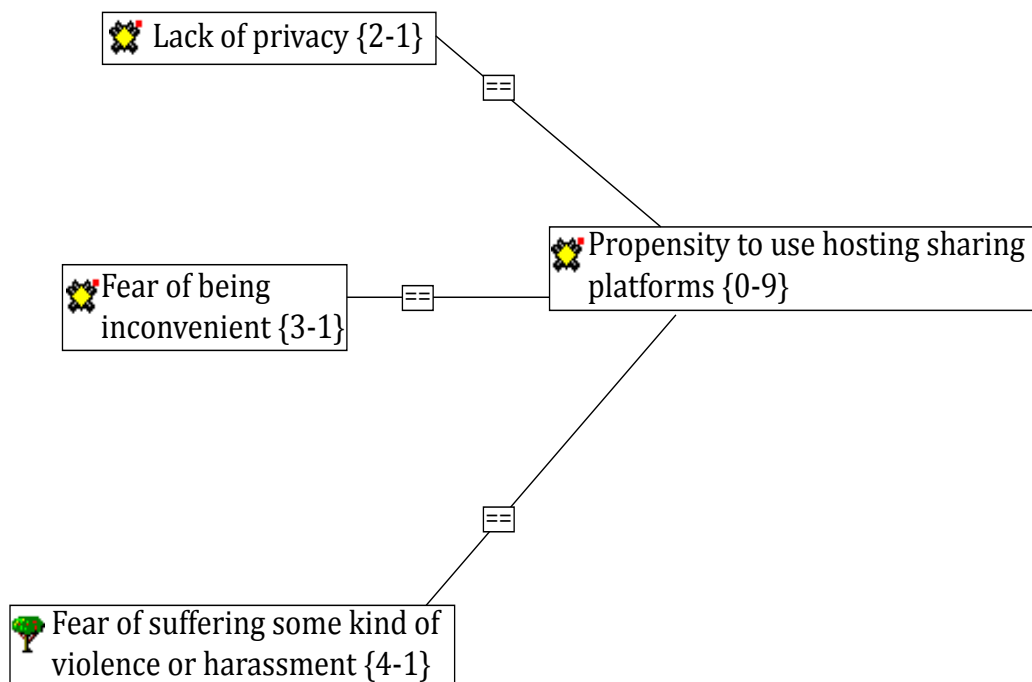 Lack of privacy {2-1}
==
Propensity to use hosting sharing
platforms {0-9}
Fear of being
inconvenient {3-1}
==
==
Fear of suffering some kind of
violence or harassment {4-1}